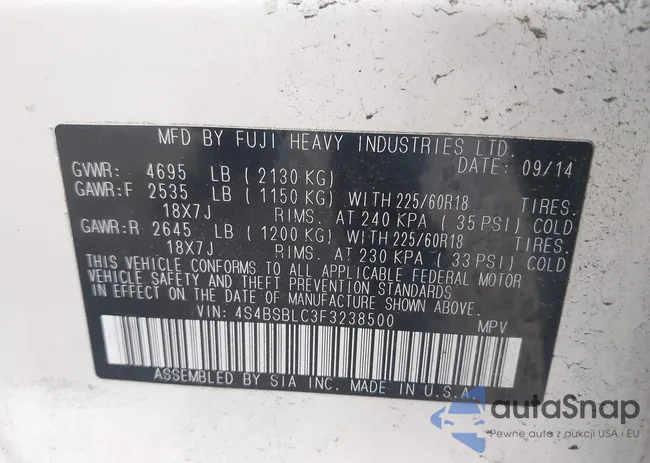 MFD BY FUJI HEAVY INDUSTRIES LTD.
GVWR: 4695 LB (2130 KG) DATE: 09/14
GAWR:F 2535 LB (1150 KG) WITH 225/60R18 TIRES.
18X7J RIMS. AT 240 KPA (35 PSI) COLD
GAWR:R 2645 LB (1200 KG) WITH 225/60R18 TIRES.
18X7J RIMS. AT 230 KPA (33 PSI) COLD
THIS VEHICLE CONFORMS TO ALL APPLICABLE FEDERAL MOTOR
VEHICLE SAFETY AND THEFT PREVENTION STANDARDS
IN EFFECT ON THE DATE OF MANUFACTURE SHOWN ABOVE.
VIN: 4S4BSBLC3F3238500 MPV
ASSEMBLED BY SIA INC. MADE IN U.S.A.
autaSnap
Pewne auta z aukcji USA i EU